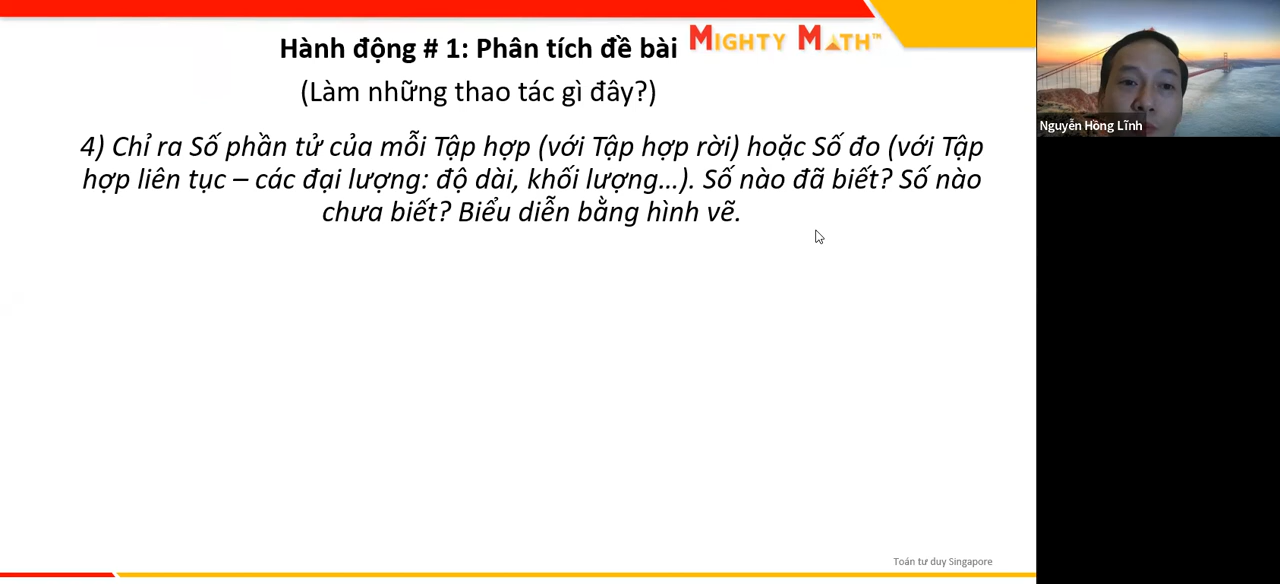 Hành động # 1: Phân tích đề bài
MIGHTY MATH™
(Làm những thao tác gì đây?)
4) Chỉ ra Số phần tử của mỗi Tập hợp (với Tập hợp rời) hoặc Số đo (với Tập
hợp liên tục – các đại lượng: độ dài, khối lượng...). Số nào đã biết? Số nào
chưa biết? Biểu diễn bằng hình vẽ.
Nguyễn Hồng Lĩnh
Toán tư duy Singapore